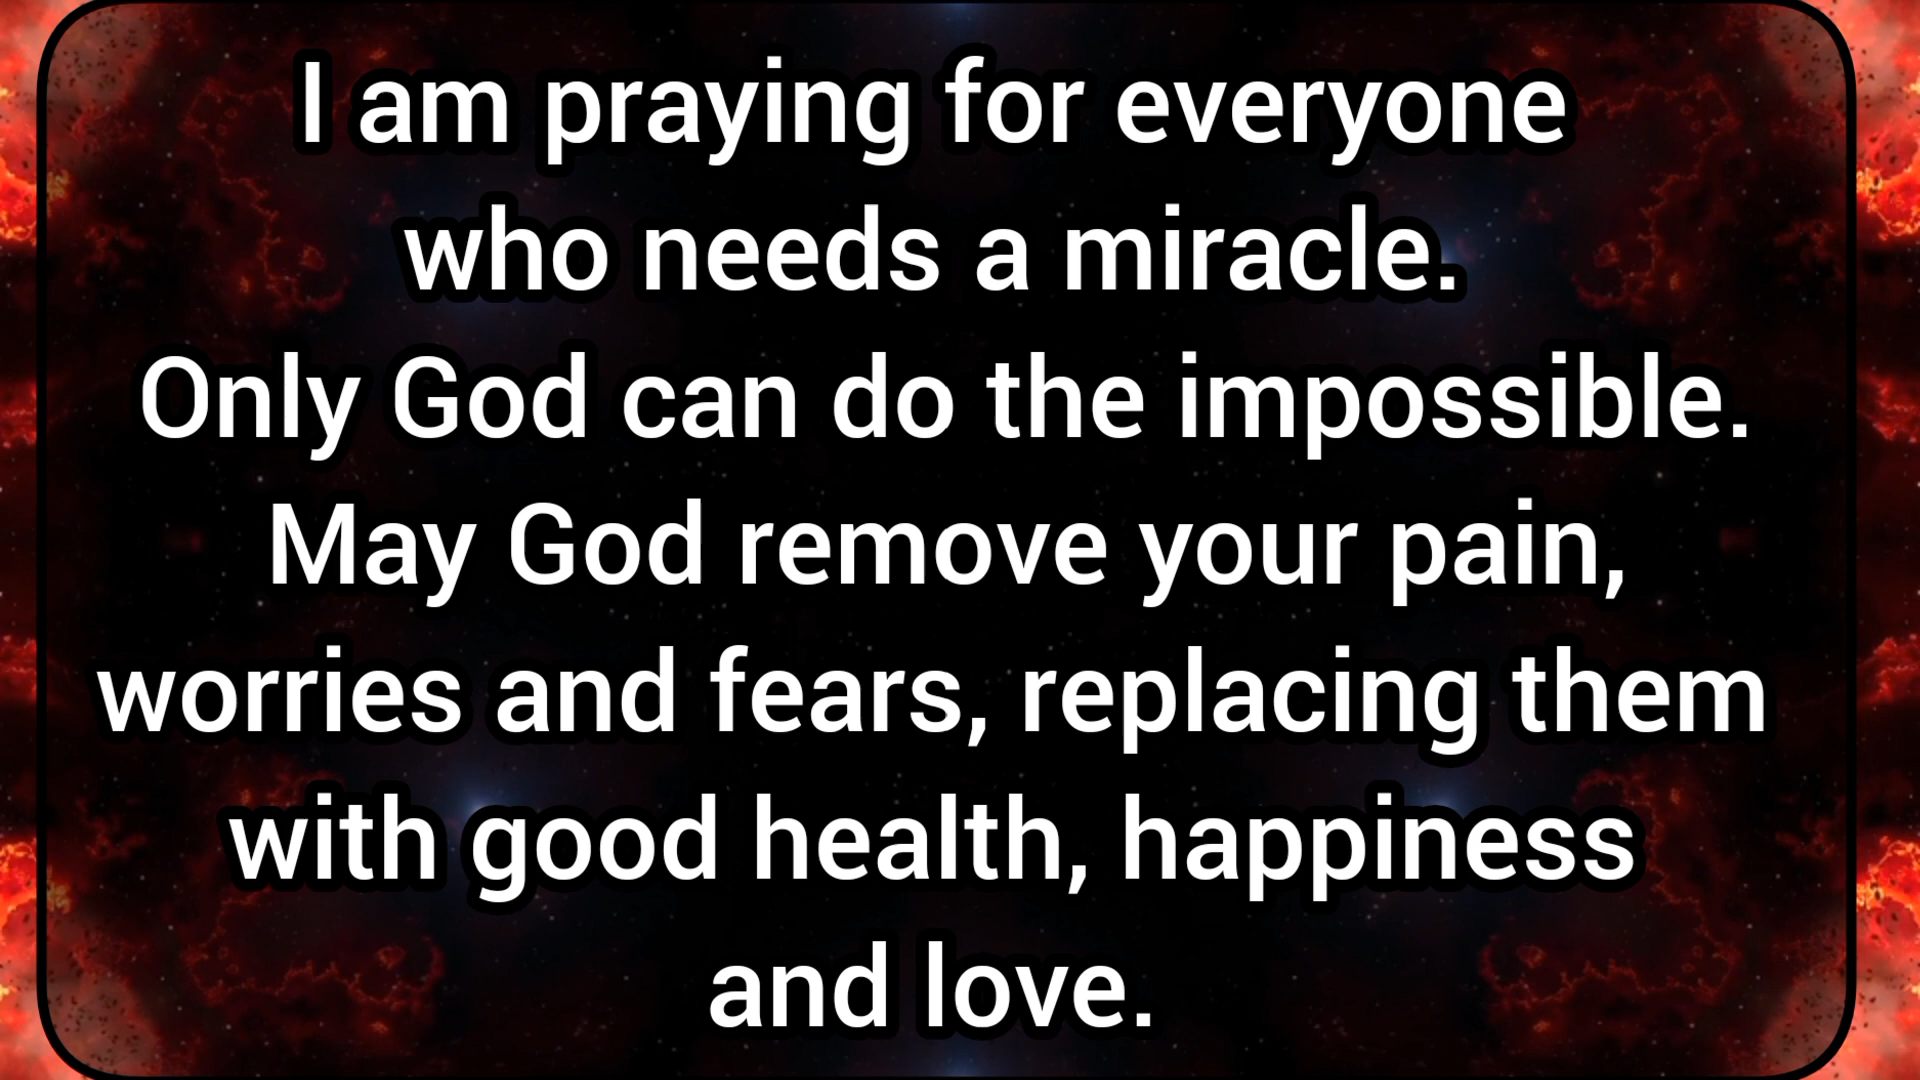 I am praying for everyone
who needs a miracle.
Only God can do the impossible.
May God remove your pain,
worries and fears, replacing them
with good health, happiness
and love.